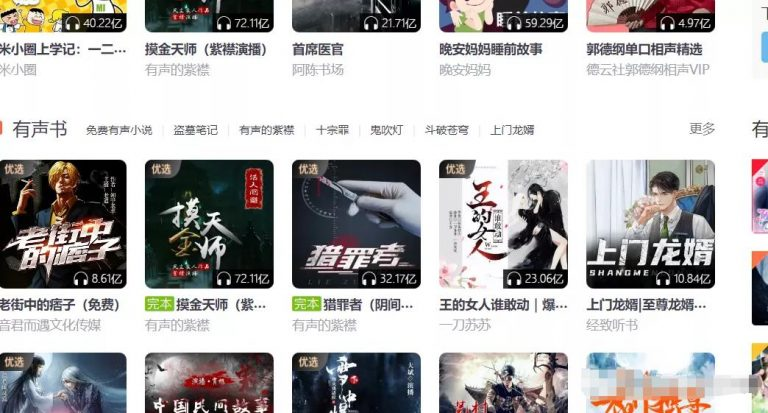 MI
40.22亿
72.11亿
21.71亿
59.29亿
4.97亿
米小圈上学记：一二…
摸金天师（紫襟演播）
首席医官
晚安妈妈睡前故事
郭德纲单口相声精选
米小圈
有声的紫襟
阿陈书场
晚安妈妈
德云社郭德纲相声VIP
有声书
免费有声小说
盗墓笔记
有声的紫襟
十宗罪
鬼吹灯
斗破苍穹
上门龙婿
更多
有
优选
老街中的痞子
8.61亿
优选
活人回避
摸金天师
72.11亿
优选
猎罪者
32.17亿
优选
王的女人
谁敢动
23.06亿
上门龙婿
10.84亿
老街中的痞子（免费）
完本 摸金天师（紫…
完本 猎罪者（阴间…
王的女人谁敢动｜爆…
上门龙婿|至尊龙婿…
音君而遇文化传媒
有声的紫襟
有声的紫襟
一刀苏苏
经致听书
优选
中国民间故事
大斌·演播
优选